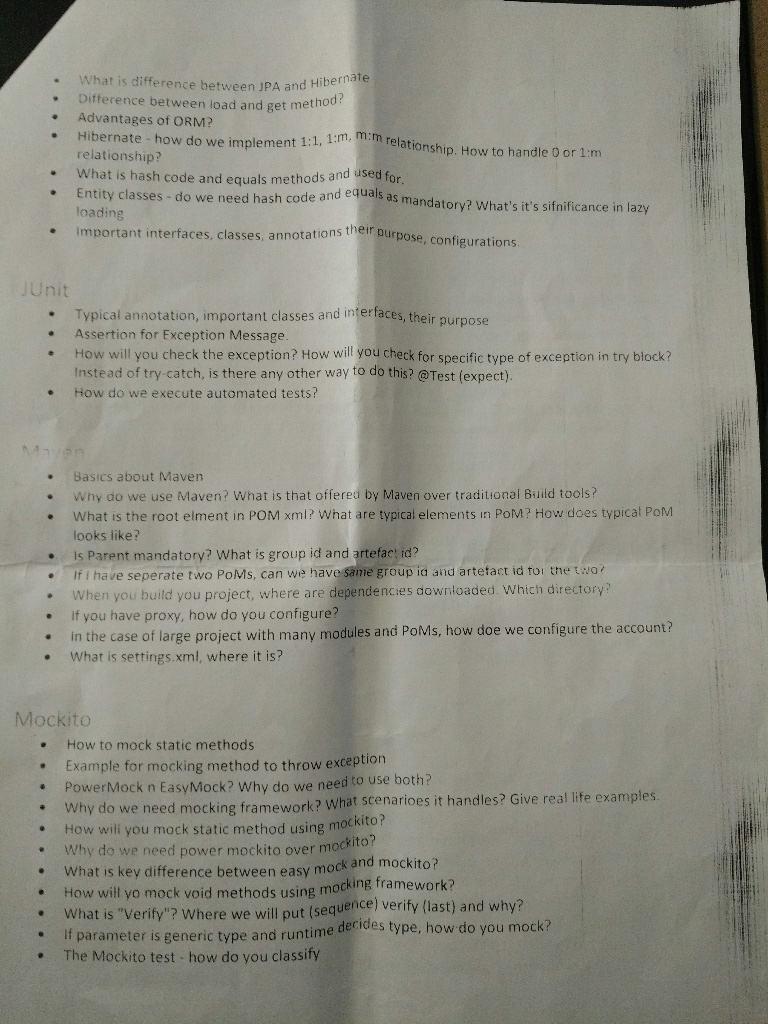 • What is difference between JPA and Hibernate
• Difference between load and get method?
• Advantages of ORM?
• Hibernate - how do we implement 1:1, 1:m, m:m relationship. How to handle 0 or 1:m
relationship?
• What is hash code and equals methods and used for.
• Entity classes - do we need hash code and equals as mandatory? What's it's sifnificance in lazy
loading
• Important interfaces, classes, annotations their purpose, configurations
JUnit
• Typical annotation, important classes and interfaces, their purpose
• Assertion for Exception Message.
• How will you check the exception? How will you check for specific type of exception in try block?
Instead of try-catch, is there any other way to do this? @Test (expect).
• How do we execute automated tests?
Maven
• Basics about Maven
• Why do we use Maven? What is that offered by Maven over traditional Build tools?
• What is the root elment in POM xml? What are typical elements in PoM? How does typical PoM
looks like?
• Is Parent mandatory? What is group id and artefact id?
• If I have seperate two PoMs, can we have same group id and artefact id for the two?
• When you build you project, where are dependencies downloaded. Which directory?
• If you have proxy, how do you configure?
• In the case of large project with many modules and PoMs, how doe we configure the account?
• What is settings.xml, where it is?
Mockito
• How to mock static methods
• Example for mocking method to throw exception
• PowerMock n EasyMock? Why do we need to use both?
• Why do we need mocking framework? What scenarioes it handles? Give real life examples.
• How will you mock static method using mockito?
• Why do we need power mockito over mockito?
• What is key difference between easy mock and mockito?
• How will yo mock void methods using mocking framework?
• What is "Verify"? Where we will put (sequence) verify (last) and why?
• If parameter is generic type and runtime decides type, how do you mock?
• The Mockito test - how do you classify